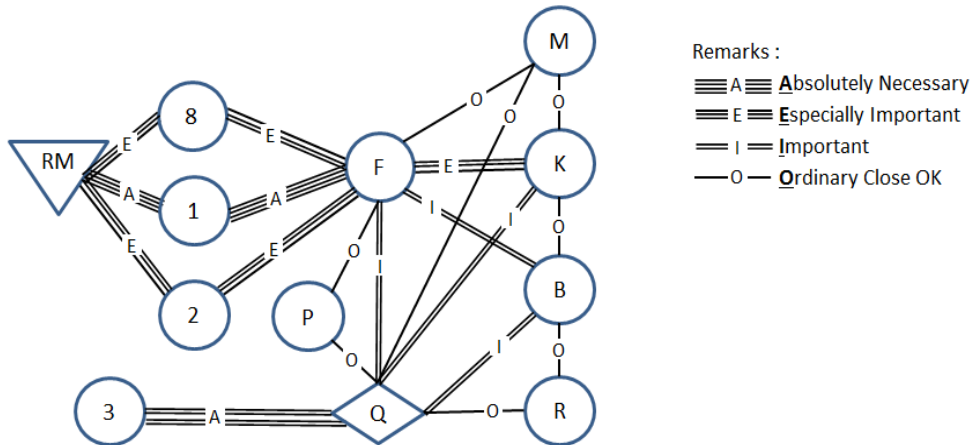 M
Remarks :
A Absolutely Necessary
E Especially Important
I Important
O Ordinary Close OK
O
O
O
8
E
E
RM
F
E
K
A
A
1
I
I
O
E
E
O
I
B
2
P
O
I
O
3
A
Q
O
R